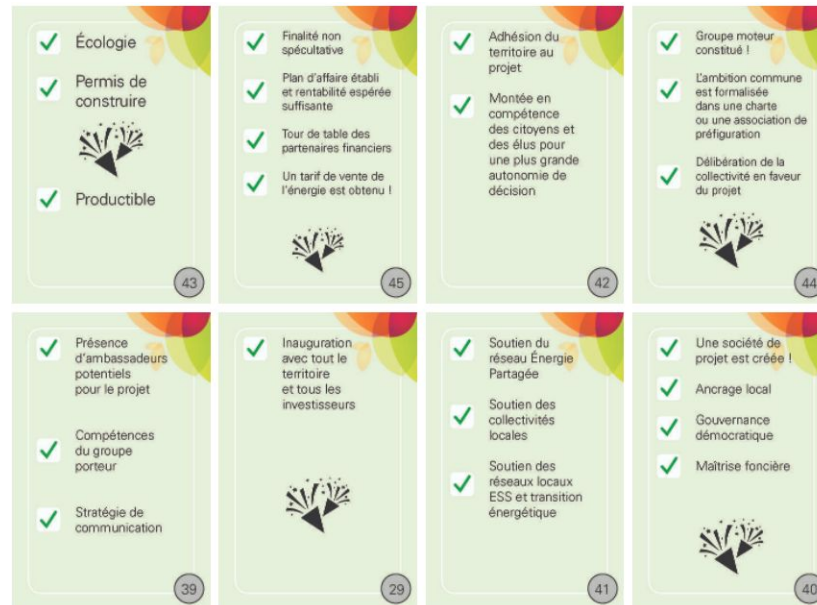 Écologie
Permis de
construire
Productible
43
Finalité non
spéculative
Plan d'affaire établi
et rentabilité espérée
suffisante
Tour de table des
partenaires financiers
Un tarif de vente de
l'énergie est obtenu !
45
Adhésion du
territoire au
projet
Montée en
compétence
des citoyens et
des élus pour
une plus grande
autonomie de
décision
42
Groupe moteur
constitué !
L'ambition commune
est formalisée
dans une charte
ou une association de
préfiguration
Délibération de la
collectivité en faveur
du projet
44
Présence
d'ambassadeurs
potentiels
pour le projet
Compétences
du groupe
porteur
Stratégie de
communication
39
Inauguration
avec tout le
territoire
et tous les
investisseurs
29
Soutien du
réseau Énergie
Partagée
Soutien des
collectivités
locales
Soutien des
réseaux locaux
ESS et transition
énergétique
41
Une société de
projet est créée !
Ancrage local
Gouvernance
démocratique
Maîtrise foncière
40